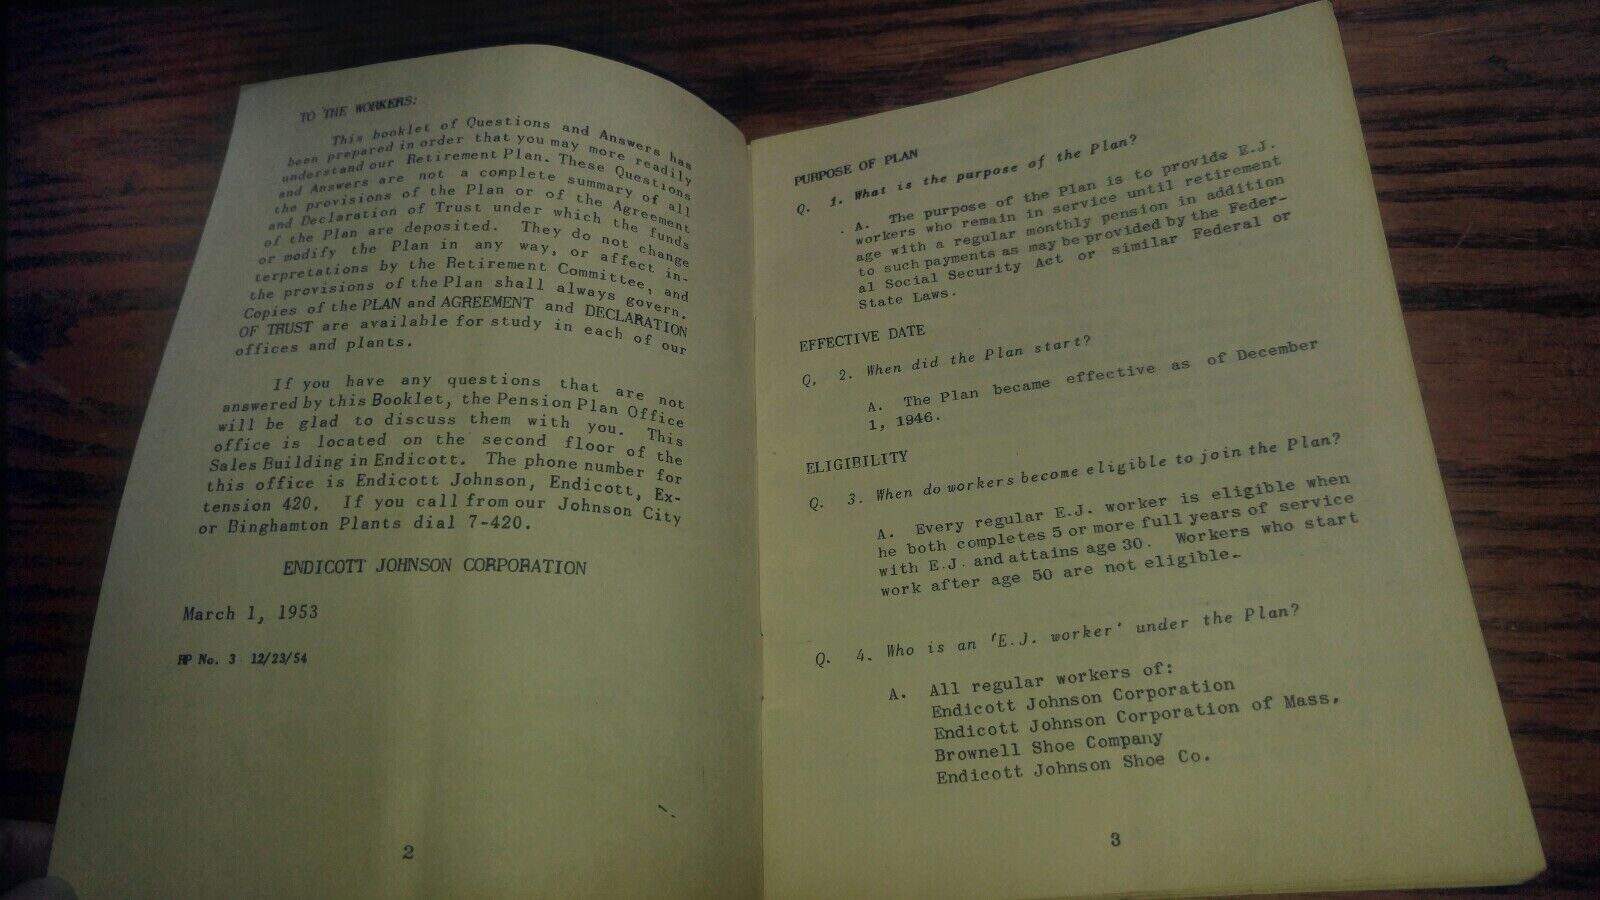 TO THE WORKERS:
This booklet of Questions and Answers has
been prepared in order that you may more readily
understand our Retirement Plan. These Questions
and Answers are not a complete summary of all
the provisions of the Plan or of the Agreement
and Declaration of Trust under which the funds
of the Plan are deposited. They do not change
or modify the Plan in any way, or affect in-
terpretations by the Retirement Committee, and
the provisions of the Plan shall always govern.
Copies of the PLAN and AGREEMENT and DECLARATION
OF TRUST are available for study in each of our
offices and plants.
If you have any questions that are not
answered by this Booklet, the Pension Plan Office
will be glad to discuss them with you. This
office is located on the second floor of the
Sales Building in Endicott. The phone number for
this office is Endicott Johnson, Endicott, Ex-
tension 420. If you call from our Johnson City
or Binghamton Plants dial 7-420.
ENDICOTT JOHNSON CORPORATION
March 1, 1953
RP No. 3 12/23/54
2
PURPOSE OF PLAN
Q. 1. What is the purpose of the Plan?
A. The purpose of the Plan is to provide E.J.
workers who remain in service until retirement
age with a regular monthly pension in addition
to such payments as may be provided by the Feder-
al Social Security Act or similar Federal or
State Laws.
EFFECTIVE DATE
Q. 2. When did the Plan start?
A. The Plan became effective as of December
1, 1946.
ELIGIBILITY
Q. 3. When do workers become eligible to join the Plan?
A. Every regular E.J. worker is eligible when
he both completes 5 or more full years of service
with E.J. and attains age 30. Workers who start
work after age 50 are not eligible.
Q. 4. Who is an 'E.J. worker' under the Plan?
A. All regular workers of:
Endicott Johnson Corporation
Endicott Johnson Corporation of Mass.
Brownell Shoe Company
Endicott Johnson Shoe Co.
3